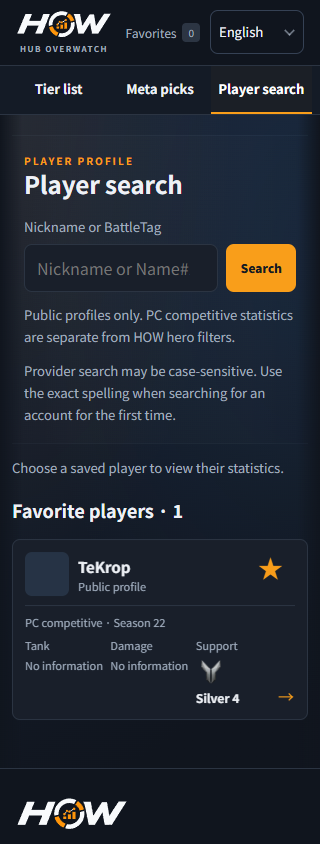 HOW
HUB OVERWATCH
Favorites 0
English
Tier list Meta picks Player search
PLAYER PROFILE
Player search
Nickname or BattleTag
Nickname or Name#
Search
Public profiles only. PC competitive statistics
are separate from HOW hero filters.
Provider search may be case-sensitive. Use
the exact spelling when searching for an
account for the first time.
Choose a saved player to view their statistics.
Favorite players · 1
TeKrop
Public profile
PC competitive · Season 22
Tank Damage Support
No information No information
Silver 4 →
HOW